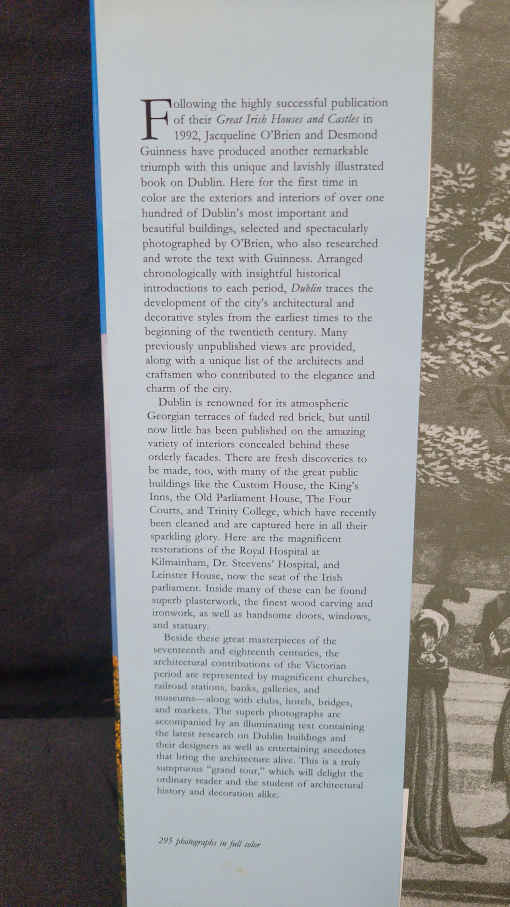 Following the highly successful publication
of their Great Irish Houses and Castles in
1992, Jacqueline O'Brien and Desmond
Guinness have produced another remarkable
triumph with this unique and lavishly illustrated
book on Dublin. Here for the first time in
color are the exteriors and interiors of over one
hundred of Dublin's most important and
beautiful buildings, selected and spectacularly
photographed by O'Brien, who also researched
and wrote the text with Guinness. Arranged
chronologically with insightful historical
introductions to each period, Dublin traces the
development of the city's architectural and
decorative styles from the earliest times to the
beginning of the twentieth century. Many
previously unpublished views are provided,
along with a unique list of the architects and
craftsmen who contributed to the elegance and
charm of the city.
Dublin is renowned for its atmospheric
Georgian terraces of faded red brick, but until
now little has been published on the amazing
variety of interiors concealed behind these
orderly facades. There are fresh discoveries to
be made, too, with many of the great public
buildings like the Custom House, the King's
Inns, the Old Parliament House, The Four
Courts, and Trinity College, which have recently
been cleaned and are captured here in all their
sparkling glory. Here are the magnificent
restorations of the Royal Hospital at
Kilmainham, Dr. Steevens' Hospital, and
Leinster House, now the seat of the Irish
parliament. Inside many of these can be found
superb plasterwork, the finest wood carving and
ironwork, as well as handsome doors, windows,
and statuary.
Beside these great masterpieces of the
seventeenth and eighteenth centuries, the
architectural contributions of the Victorian
period are represented by magnificent churches,
railroad stations, banks, galleries, and
museums—along with clubs, hotels, bridges,
and markets. The superb photographs are
accompanied by an illuminating text containing
the latest research on Dublin buildings and
their designers as well as entertaining anecdotes
that bring the architecture alive. This is a truly
sumptuous "grand tour," which will delight the
ordinary reader and the student of architectural
history and decoration alike.
295 photographs in full color